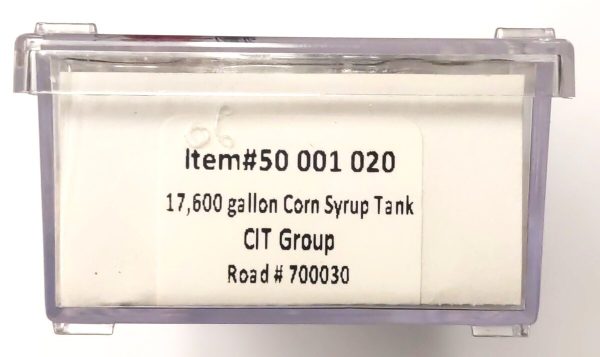 06
Item#50 001 020
17,600 gallon Corn Syrup Tank
CIT Group
Road # 700030